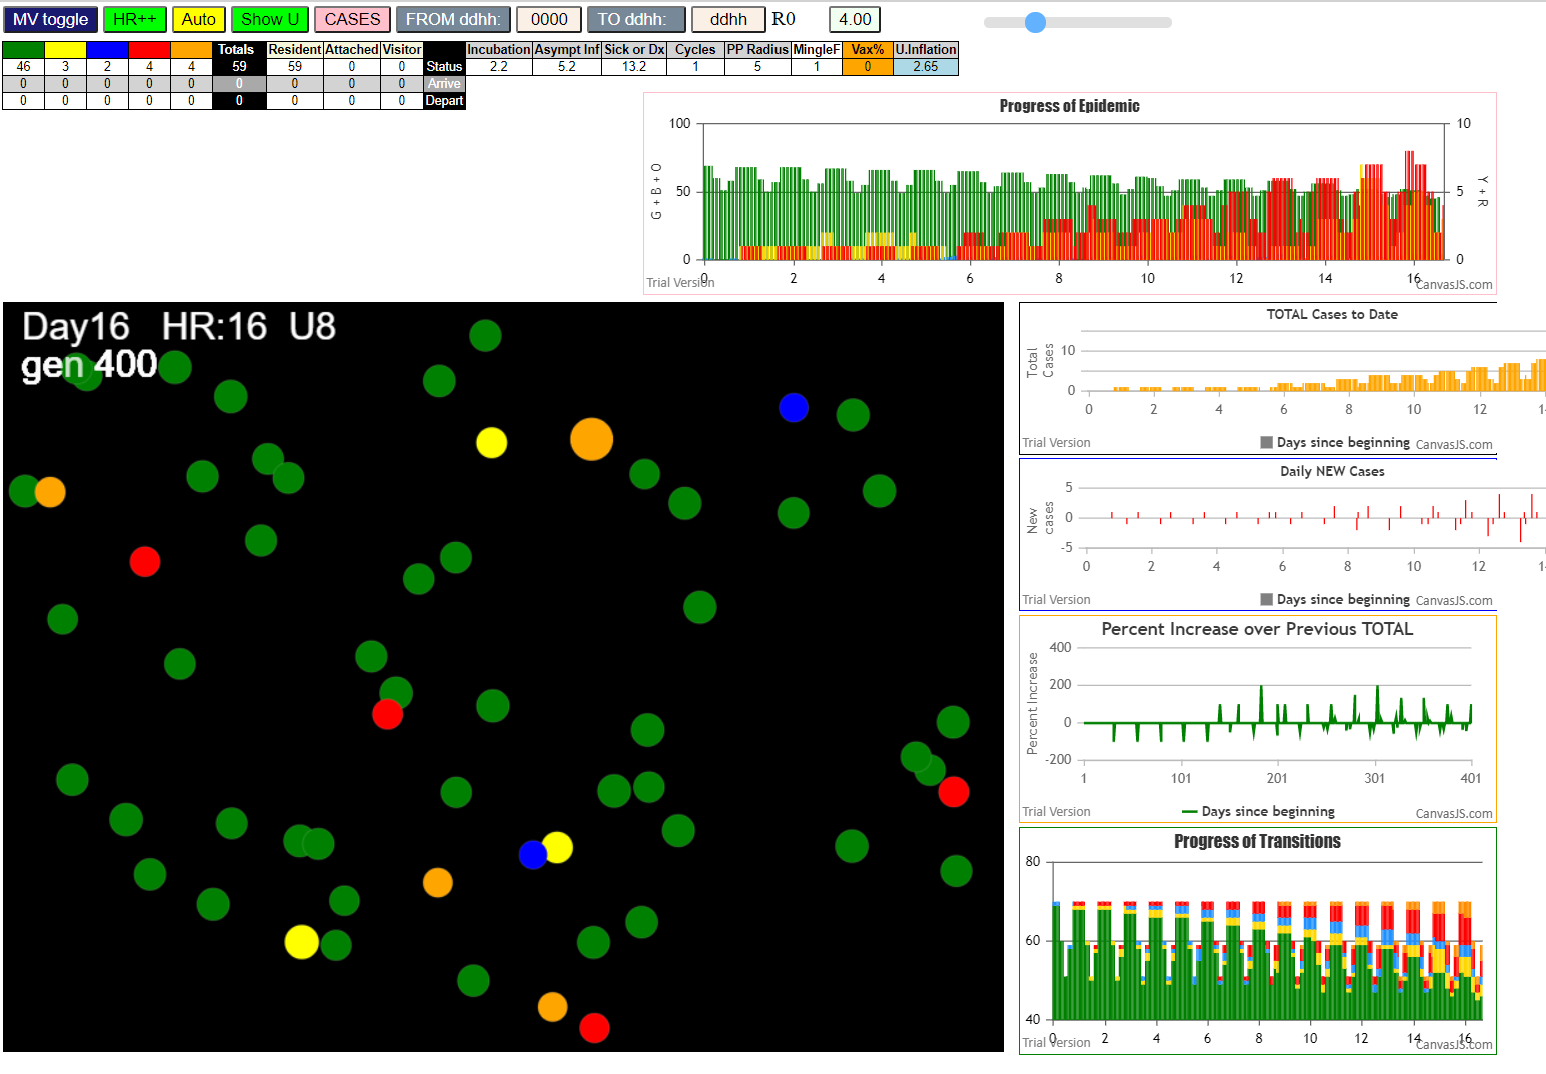 MV toggle HR++ Auto Show U CASES FROM ddhh: 0000 TO ddhh: ddhh R0 4.00
Totals Resident Attached Visitor Incubation Asympt Inf Sick or Dx Cycles PP Radius MingleF Vax% U.Inflation
46 3 2 4 4 59 59 0 0 Status 2.2 5.2 13.2 1 5 1 0 2.65
0 0 0 0 0 0 0 0 0 Arrive
0 0 0 0 0 0 0 0 0 Depart
Progress of Epidemic
100 10
G + B + O
50 5
Y + R
0 0
0 2 4 6 8 10 12 14 16
Trial Version CanvasJS.com
Day16 HR:16 U8
gen 400
TOTAL Cases to Date
Total
Cases
10
0
0 2 4 6 8 10 12
Days since beginning
Trial Version CanvasJS.com
Daily NEW Cases
New
cases
5
0
-5
0 2 4 6 8 10 12
Days since beginning
Trial Version CanvasJS.com
Percent Increase over Previous TOTAL
Percent Increase
400
200
0
-200
1 101 201 301 401
Days since beginning
Trial Version CanvasJS.com
Progress of Transitions
80
60
40
0 2 4 6 8 10 12 14 16
Trial Version CanvasJS.com